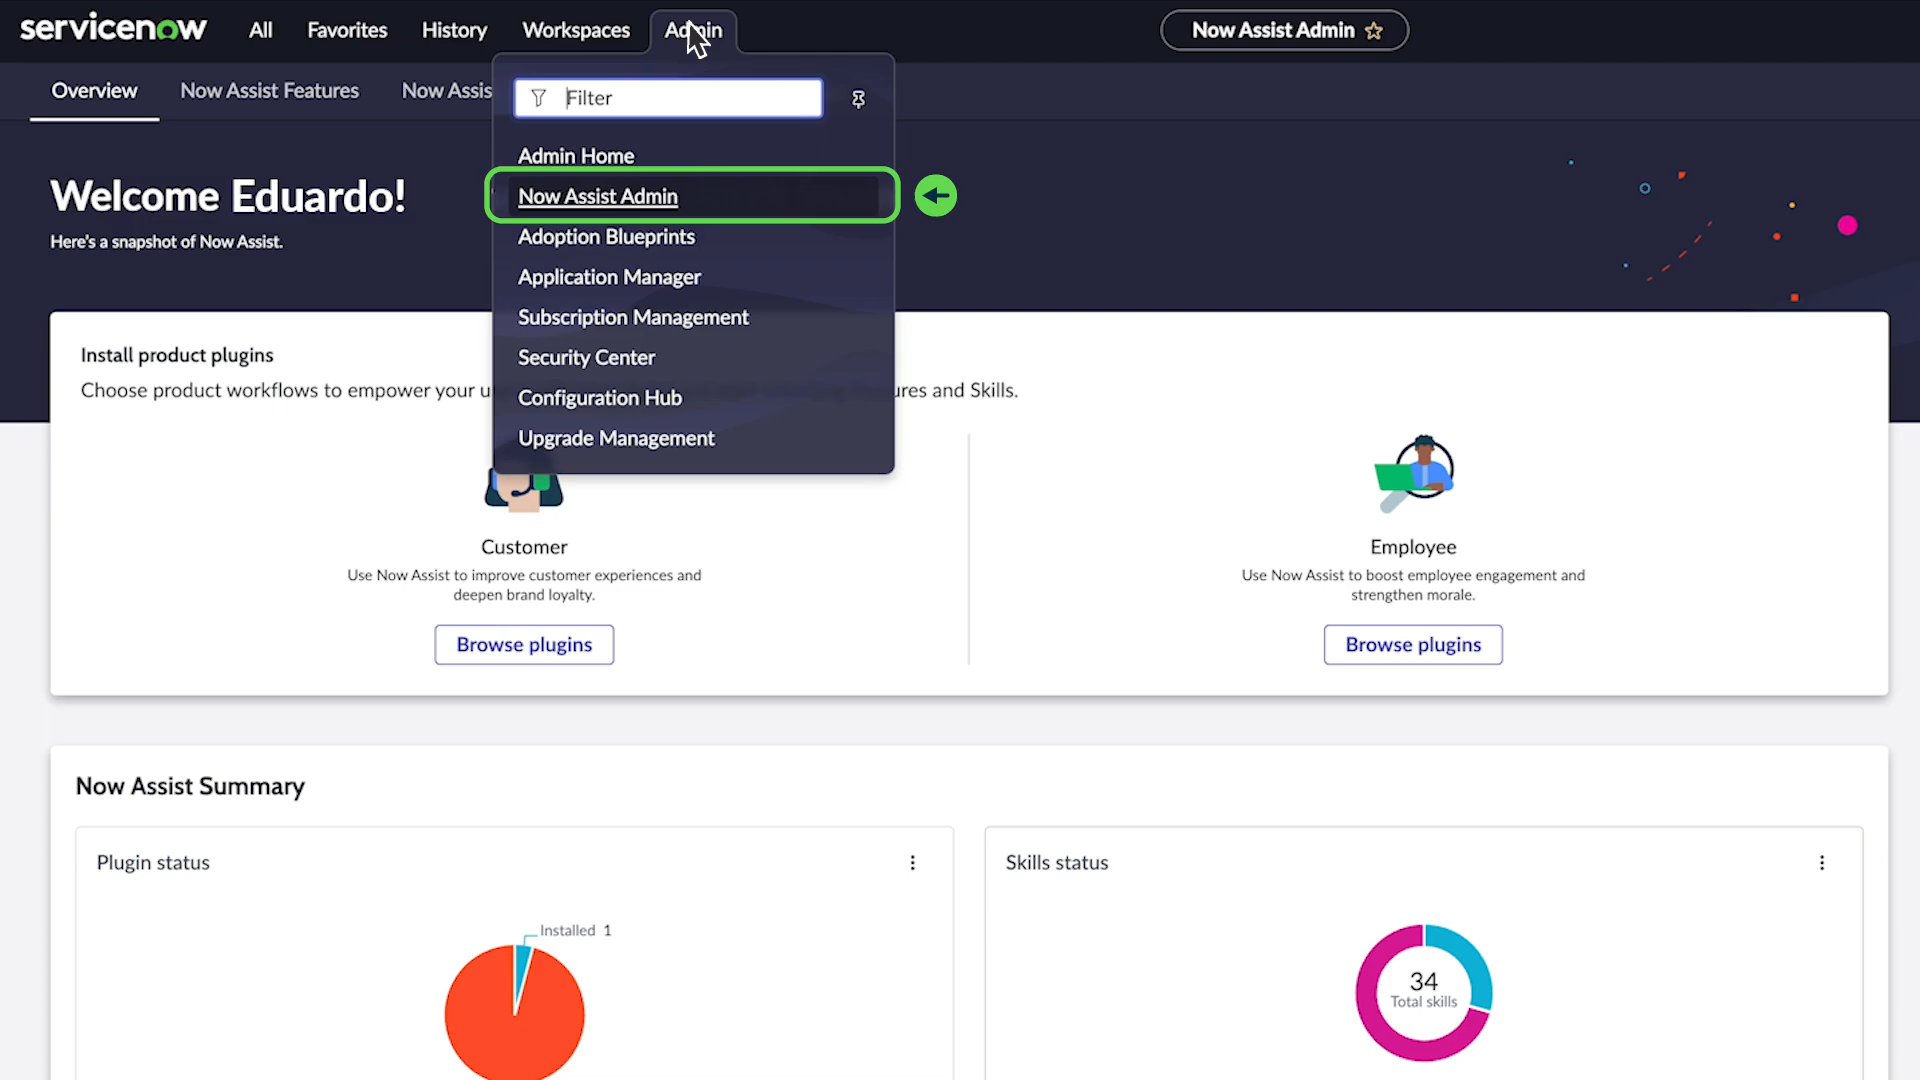 servicenow All Favorites History Workspaces Admin Now Assist Admin
Overview Now Assist Features Now Assis
Filter
Admin Home
Now Assist Admin
Adoption Blueprints
Application Manager
Subscription Management
Security Center
Configuration Hub
Upgrade Management
Welcome Eduardo!
Here's a snapshot of Now Assist.
Install product plugins
Choose product workflows to empower your u ures and Skills.
Customer
Use Now Assist to improve customer experiences and
deepen brand loyalty.
Browse plugins
Employee
Use Now Assist to boost employee engagement and
strengthen morale.
Browse plugins
Now Assist Summary
Plugin status
Installed 1
Skills status
34
Total skills